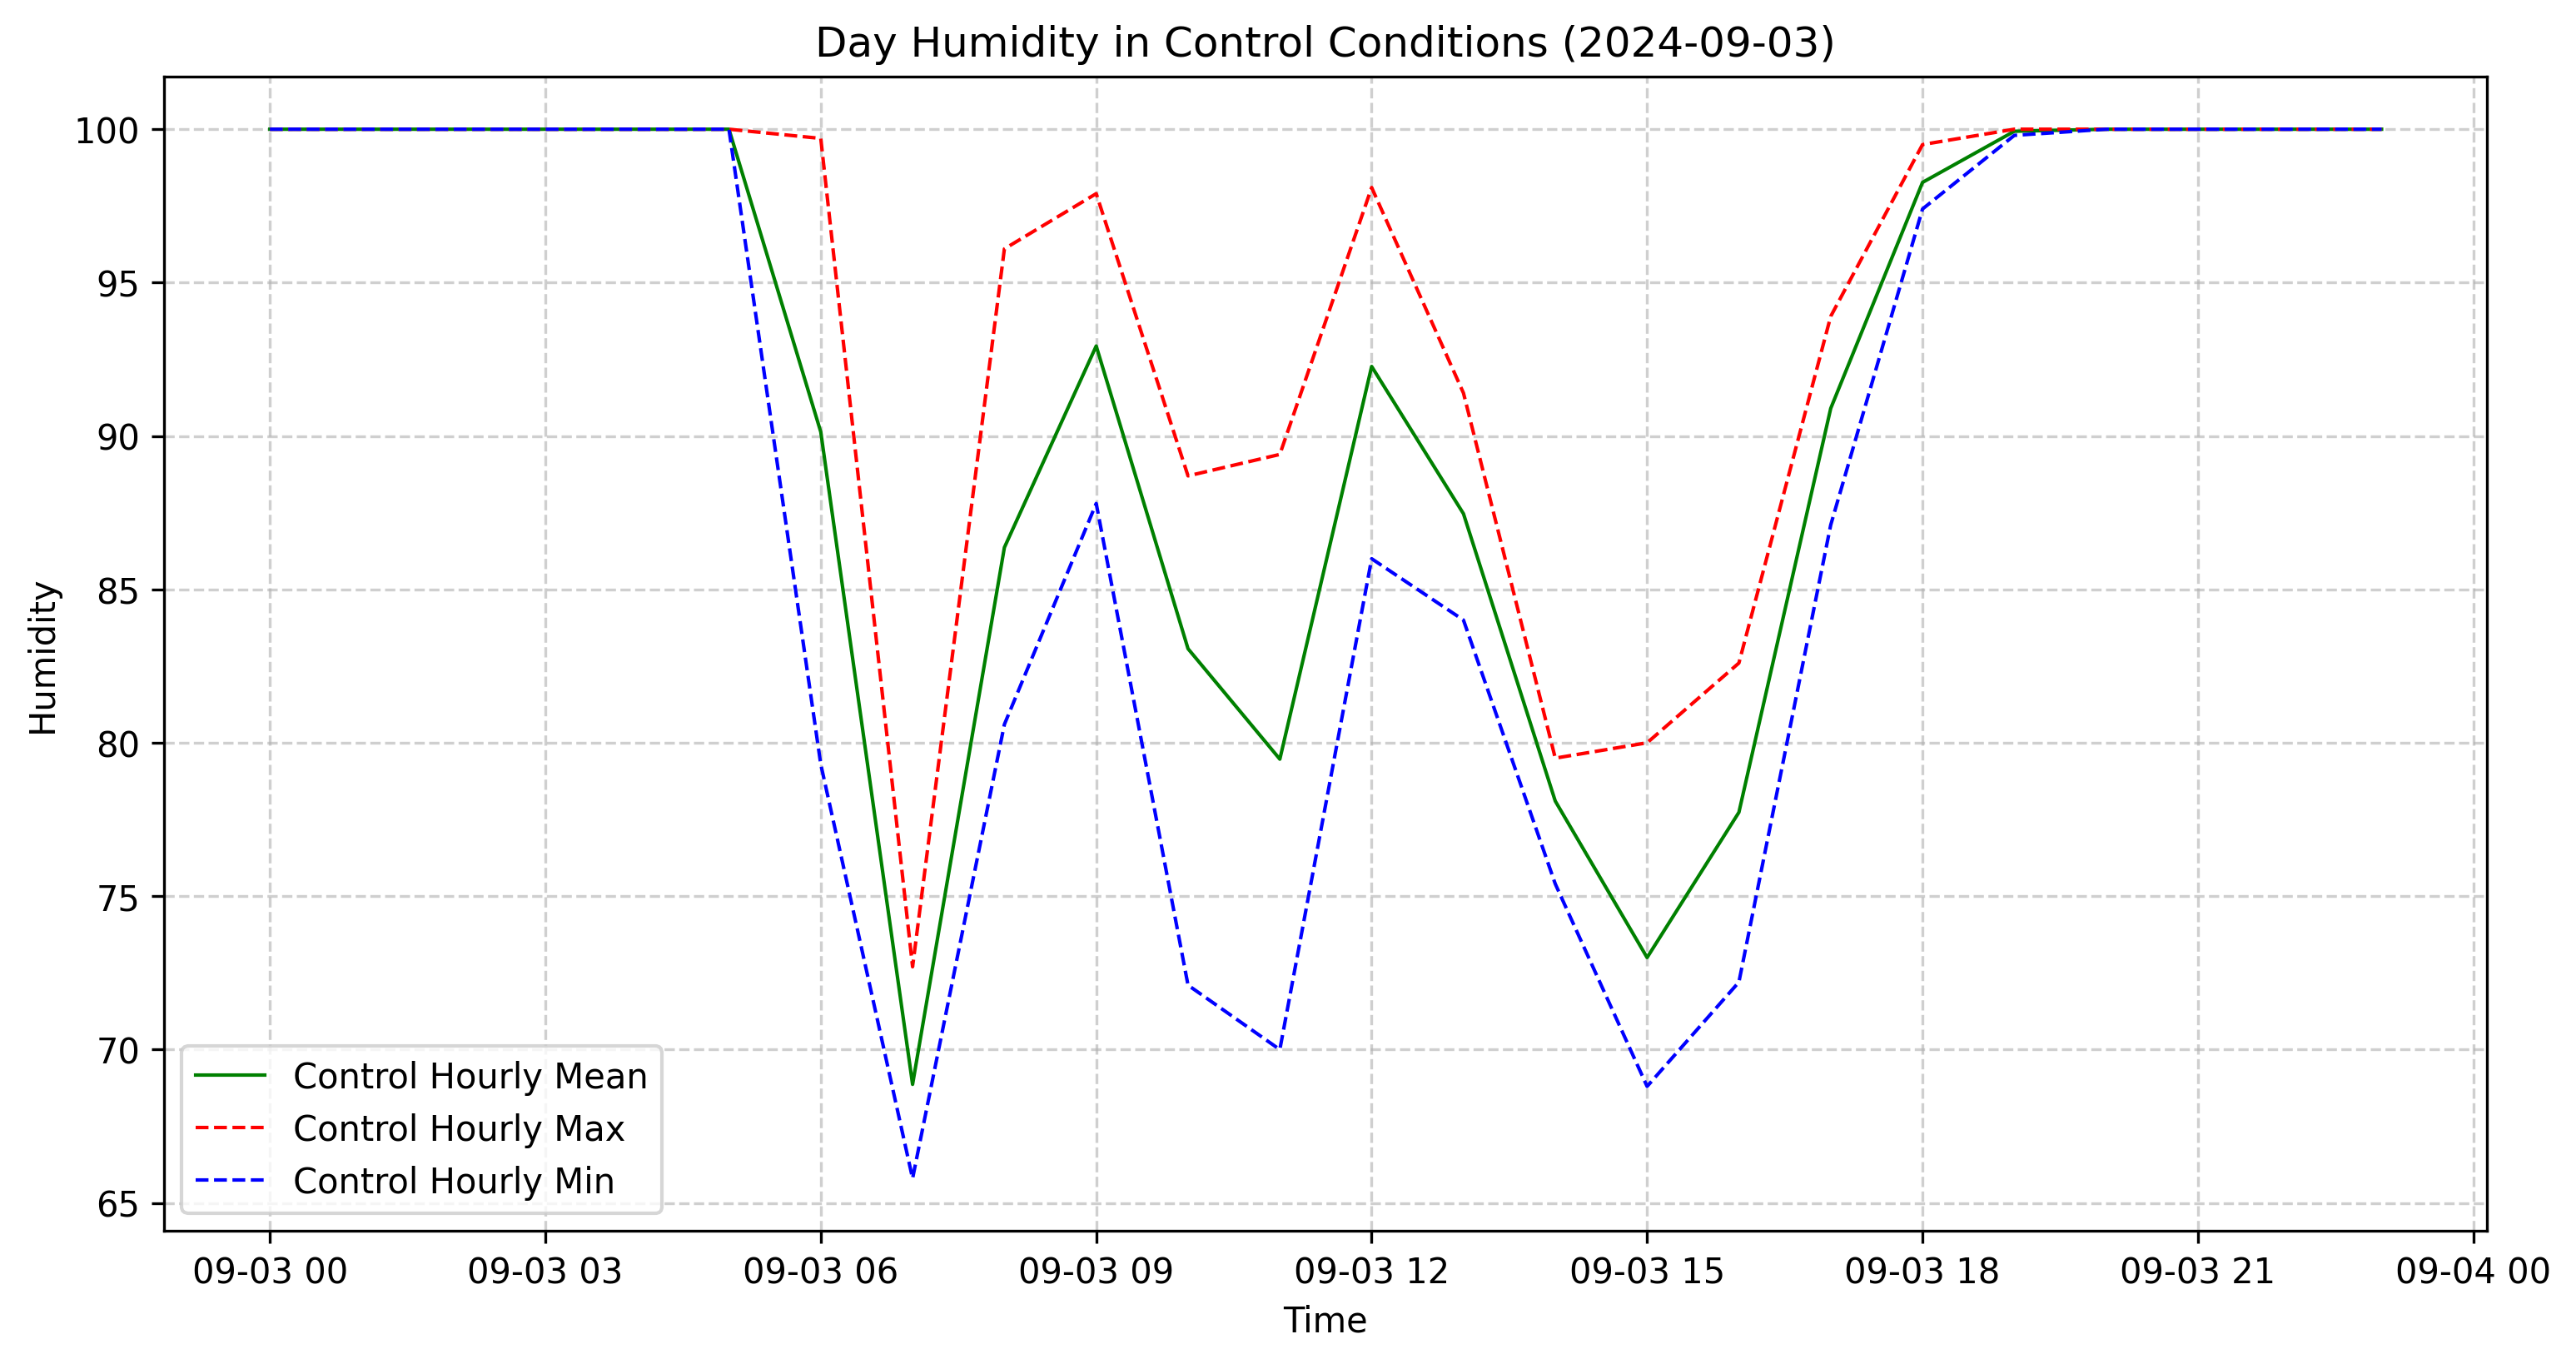 Day Humidity in Control Conditions (2024-09-03)
Humidity
100
95
90
85
80
75
70
65
Control Hourly Mean
Control Hourly Max
Control Hourly Min
09-03 00 09-03 03 09-03 06 09-03 09 09-03 12 09-03 15 09-03 18 09-03 21 09-04 00
Time